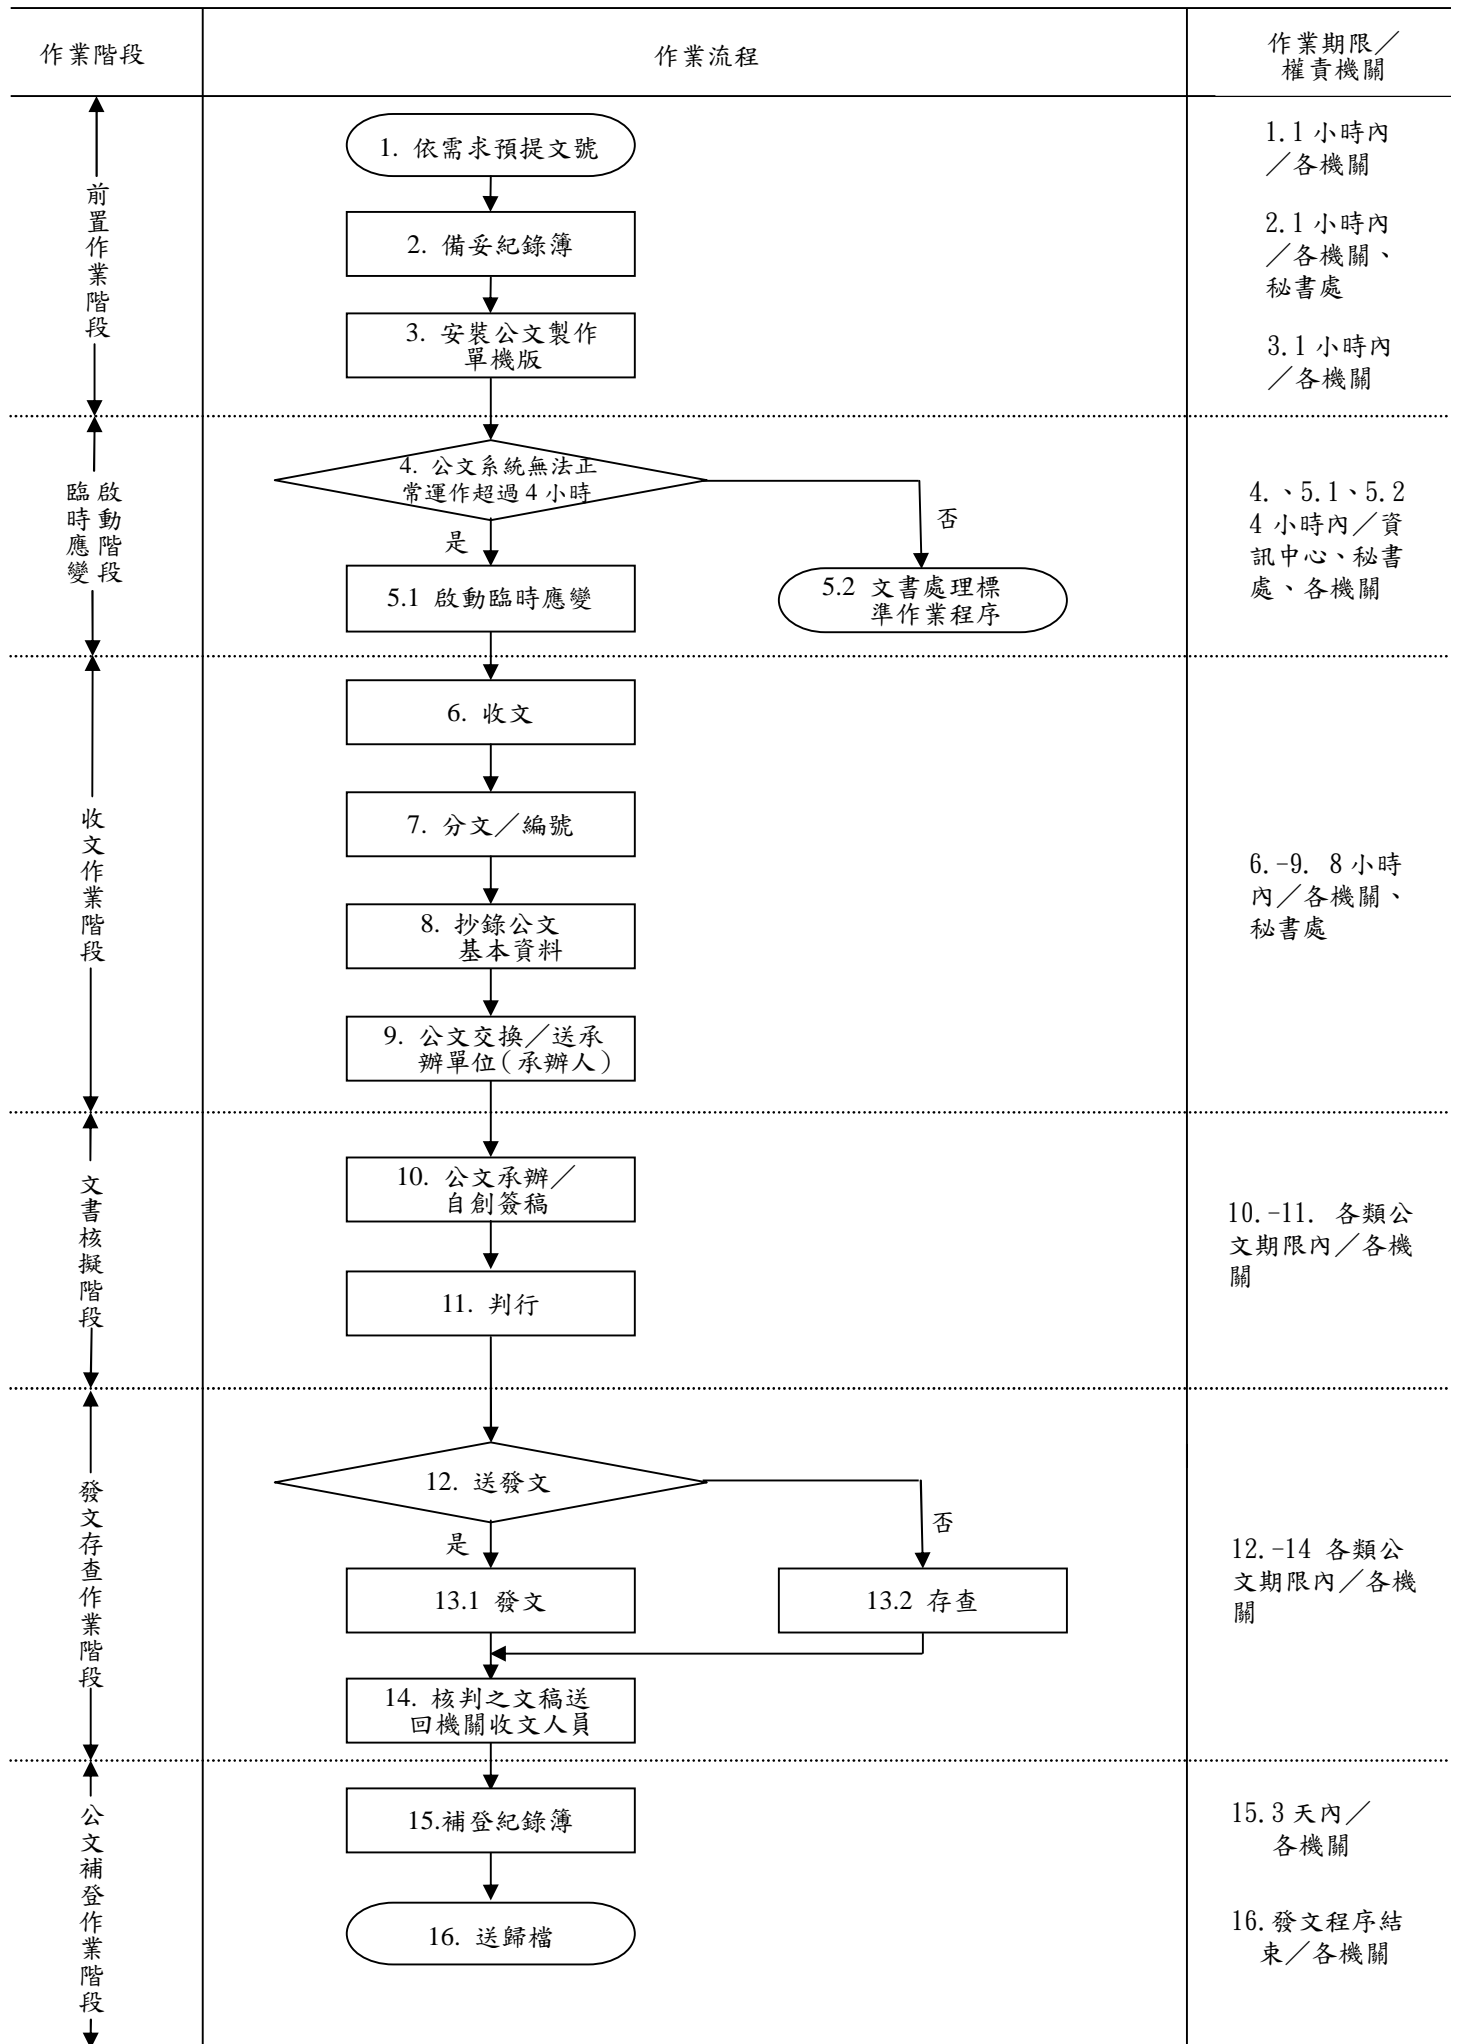 作業階段
作業流程
作業期限／
權責機關
前置作業階段
1. 依需求預提文號
2. 備妥紀錄簿
3. 安裝公文製作
單機版
1.1 小時內
／各機關
2.1 小時內
／各機關、
秘書處
3.1 小時內
／各機關
臨時應變
啟動階段
4. 公文系統無法正
常運作超過 4 小時
是
否
5.1 啟動臨時應變
5.2 文書處理標
準作業程序
4.、5.1、5.2
4 小時內／資
訊中心、秘書
處、各機關
收文作業階段
6. 收文
7. 分文／編號
8. 抄錄公文
基本資料
9. 公文交換／送承
辦單位（承辦人）
6.-9. 8 小時
內／各機關、
秘書處
文書核擬階段
10. 公文承辦／
自創簽稿
11. 判行
10.-11. 各類公
文期限內／各機
關
發文存查作業階段
12. 送發文
是
否
13.1 發文
13.2 存查
14. 核判之文稿送
回機關收文人員
12.-14 各類公
文期限內／各機
關
公文補登作業階段
15.補登紀錄簿
16. 送歸檔
15.3 天內／
各機關
16.發文程序結
束／各機關